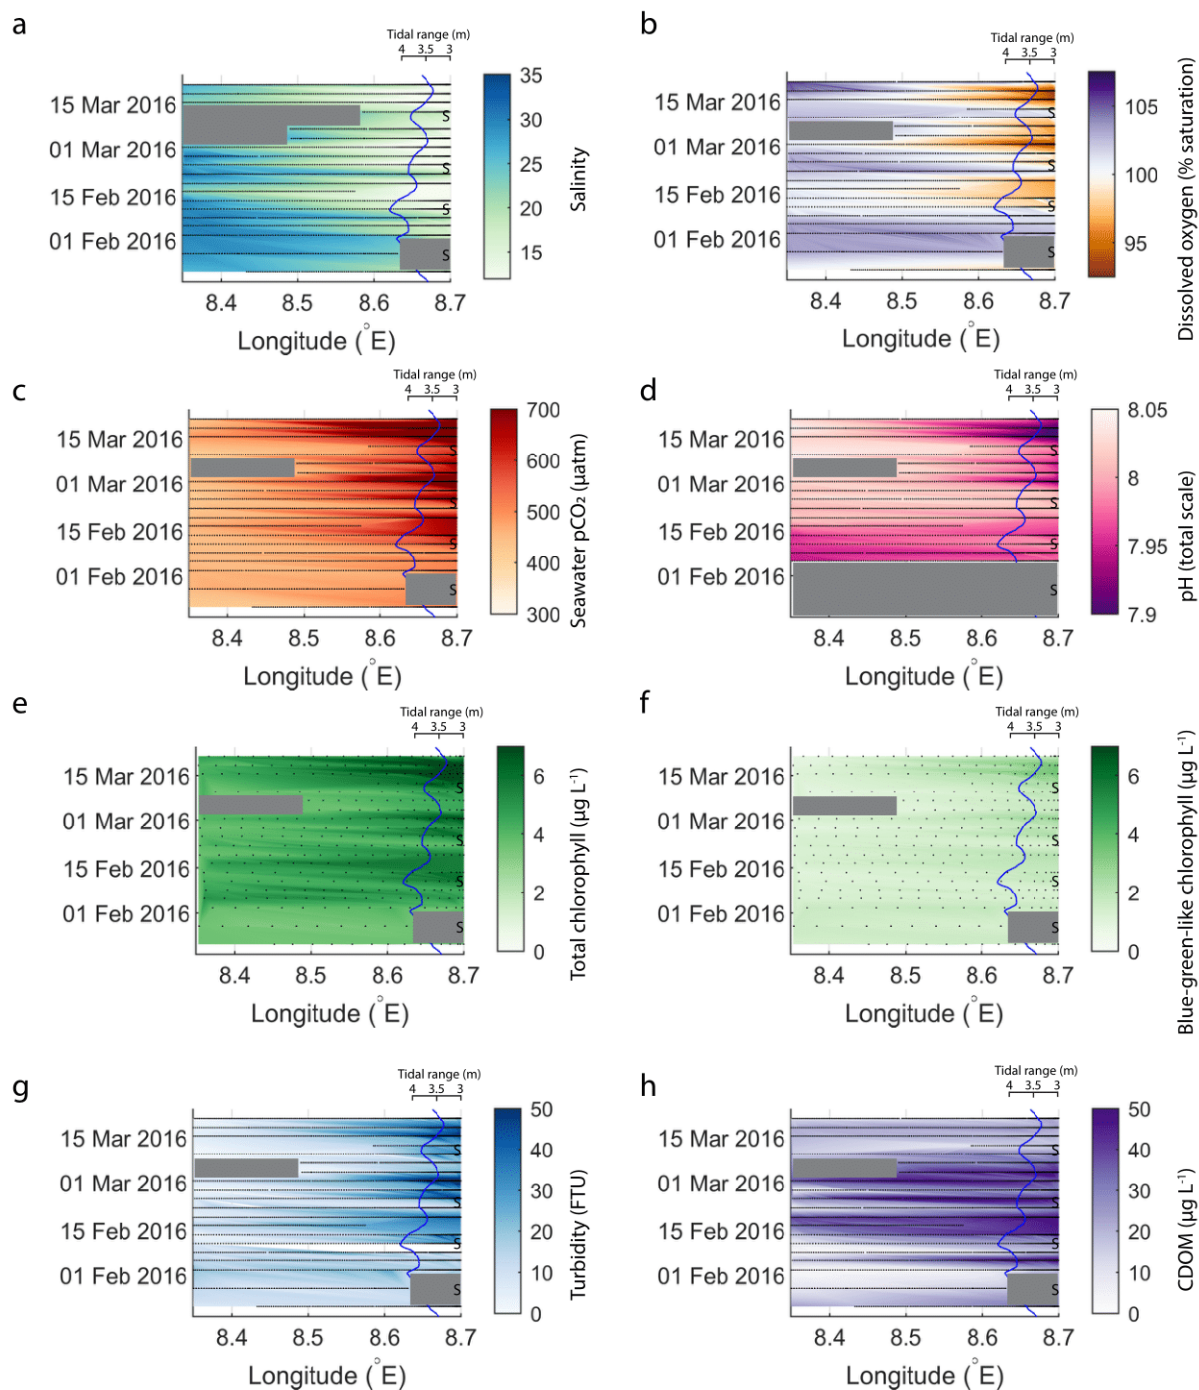 a
Tidal range (m)
4 3.5 3
15 Mar 2016
01 Mar 2016
15 Feb 2016
01 Feb 2016
S
S
S
S
8.4 8.5 8.6 8.7
Longitude (°E)
35
30
25
20
15
Salinity
b
Tidal range (m)
4 3.5 3
15 Mar 2016
01 Mar 2016
15 Feb 2016
01 Feb 2016
S
S
S
S
8.4 8.5 8.6 8.7
Longitude (°E)
105
100
95
Dissolved oxygen (% saturation)
c
Tidal range (m)
4 3.5 3
15 Mar 2016
01 Mar 2016
15 Feb 2016
01 Feb 2016
S
S
S
S
8.4 8.5 8.6 8.7
Longitude (°E)
700
600
500
400
300
Seawater pCO₂ (µatm)
d
Tidal range (m)
4 3.5 3
15 Mar 2016
01 Mar 2016
15 Feb 2016
01 Feb 2016
S
S
S
S
8.4 8.5 8.6 8.7
Longitude (°E)
8.05
8
7.95
7.9
pH (total scale)
e
Tidal range (m)
4 3.5 3
15 Mar 2016
01 Mar 2016
15 Feb 2016
01 Feb 2016
S
S
S
S
8.4 8.5 8.6 8.7
Longitude (°E)
6
4
2
0
Total chlorophyll (µg L⁻¹)
f
Tidal range (m)
4 3.5 3
15 Mar 2016
01 Mar 2016
15 Feb 2016
01 Feb 2016
S
S
S
S
8.4 8.5 8.6 8.7
Longitude (°E)
6
4
2
0
Blue-green-like chlorophyll (µg L⁻¹)
g
Tidal range (m)
4 3.5 3
15 Mar 2016
01 Mar 2016
15 Feb 2016
01 Feb 2016
S
S
S
S
8.4 8.5 8.6 8.7
Longitude (°E)
50
40
30
20
10
0
Turbidity (FTU)
h
Tidal range (m)
4 3.5 3
15 Mar 2016
01 Mar 2016
15 Feb 2016
01 Feb 2016
S
S
S
S
8.4 8.5 8.6 8.7
Longitude (°E)
50
40
30
20
10
0
CDOM (µg L⁻¹)